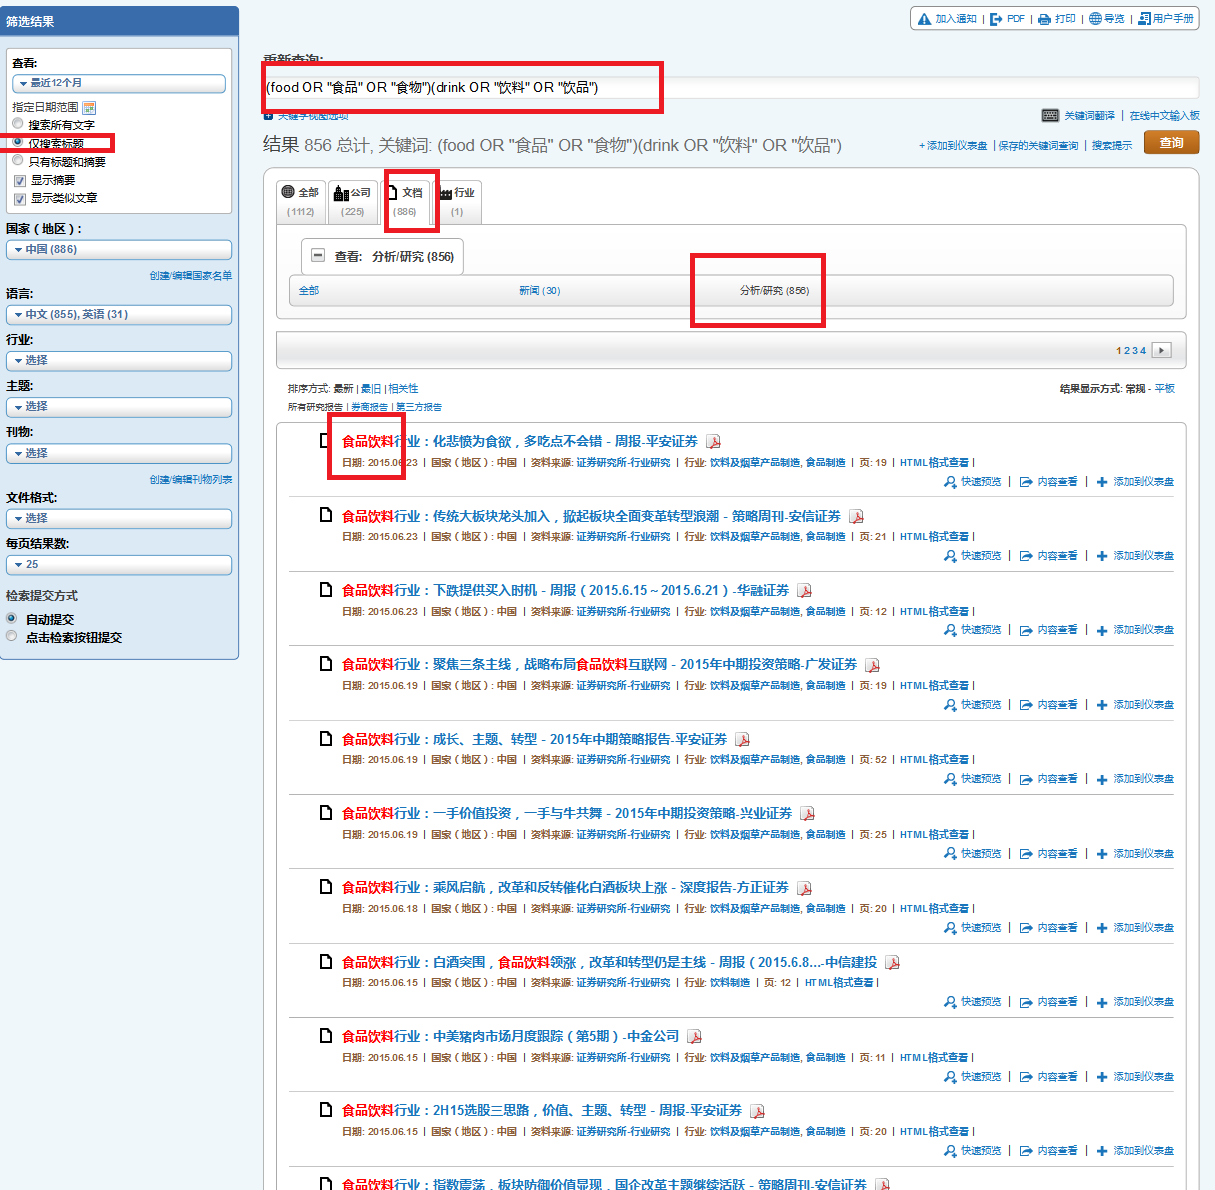 加入通知 | PDF | 打印 | 导览 | 用户手册
筛选结果
查看:
最近12个月
指定日期范围
搜索所有文字
仅搜索标题
只有标题和摘要
显示摘要
显示类似文章
国家（地区）:
中国 (886)
创建/编辑国家名单
语言:
中文 (855), 英语 (31)
行业:
选择
主题:
选择
刊物:
选择
创建/编辑刊物列表
文件格式:
选择
每页结果数:
25
检索提交方式
自动提交
点击检索按钮提交
重新查询:
(food OR "食品" OR "食物")(drink OR "饮料" OR "饮品")
关键字视图选项
关键词翻译 | 在线中文输入板
结果 856 总计, 关键词: (food OR "食品" OR "食物")(drink OR "饮料" OR "饮品")
+ 添加到仪表盘 | 保存的关键词查询 | 搜索提示
查询
全部 (1112)
公司 (225)
文档 (886)
行业 (1)
查看: 分析/研究 (856)
全部 新闻 (30) 分析/研究 (856)
1 2 3 4
排序方式: 最新 | 最旧 | 相关性
结果显示方式: 常规 - 平板
所有研究报告 | 券商报告 | 第三方报告
食品饮料行业：化悲愤为食欲，多吃点不会错 - 周报-平安证券
日期: 2015.06.23 | 国家（地区）: 中国 | 资料来源: 证券研究所-行业研究 | 行业: 饮料及烟草产品制造, 食品制造 | 页: 19 | HTML格式查看 |
快速预览 | 内容查看 | 添加到仪表盘
食品饮料行业：传统大板块龙头加入，掀起板块全面变革转型浪潮 - 策略周刊-安信证券
日期: 2015.06.23 | 国家（地区）: 中国 | 资料来源: 证券研究所-行业研究 | 行业: 饮料及烟草产品制造, 食品制造 | 页: 21 | HTML格式查看 |
快速预览 | 内容查看 | 添加到仪表盘
食品饮料行业：下跌提供买入时机 - 周报（2015.6.15～2015.6.21）-华融证券
日期: 2015.06.23 | 国家（地区）: 中国 | 资料来源: 证券研究所-行业研究 | 行业: 饮料及烟草产品制造, 食品制造 | 页: 12 | HTML格式查看 |
快速预览 | 内容查看 | 添加到仪表盘
食品饮料行业：聚焦三条主线，战略布局食品饮料互联网 - 2015年中期投资策略-广发证券
日期: 2015.06.19 | 国家（地区）: 中国 | 资料来源: 证券研究所-行业研究 | 行业: 饮料及烟草产品制造, 食品制造 | 页: 19 | HTML格式查看 |
快速预览 | 内容查看 | 添加到仪表盘
食品饮料行业：成长、主题、转型 - 2015年中期策略报告-平安证券
日期: 2015.06.19 | 国家（地区）: 中国 | 资料来源: 证券研究所-行业研究 | 行业: 饮料及烟草产品制造, 食品制造 | 页: 52 | HTML格式查看 |
快速预览 | 内容查看 | 添加到仪表盘
食品饮料行业：一手价值投资，一手与牛共舞 - 2015年中期投资策略-兴业证券
日期: 2015.06.19 | 国家（地区）: 中国 | 资料来源: 证券研究所-行业研究 | 行业: 饮料及烟草产品制造, 食品制造 | 页: 25 | HTML格式查看 |
快速预览 | 内容查看 | 添加到仪表盘
食品饮料行业：乘风启航，改革和反转催化白酒板块上涨 - 深度报告-方正证券
日期: 2015.06.18 | 国家（地区）: 中国 | 资料来源: 证券研究所-行业研究 | 行业: 饮料及烟草产品制造, 食品制造 | 页: 20 | HTML格式查看 |
快速预览 | 内容查看 | 添加到仪表盘
食品饮料行业：白酒突围，食品饮料领涨，改革和转型仍是主线 - 周报（2015.6.8...-中信建投
日期: 2015.06.15 | 国家（地区）: 中国 | 资料来源: 证券研究所-行业研究 | 行业: 饮料制造 | 页: 12 | HTML格式查看 |
快速预览 | 内容查看 | 添加到仪表盘
食品饮料行业：中美猪肉市场月度跟踪（第5期）-中金公司
日期: 2015.06.15 | 国家（地区）: 中国 | 资料来源: 证券研究所-行业研究 | 行业: 饮料及烟草产品制造, 食品制造 | 页: 11 | HTML格式查看 |
快速预览 | 内容查看 | 添加到仪表盘
食品饮料行业：2H15选股三思路，价值、主题、转型 - 周报-平安证券
日期: 2015.06.15 | 国家（地区）: 中国 | 资料来源: 证券研究所-行业研究 | 行业: 饮料及烟草产品制造, 食品制造 | 页: 20 | HTML格式查看 |
快速预览 | 内容查看 | 添加到仪表盘
食品饮料行业：指数震荡，板块防御价值显现，国企改革主题继续活跃 - 策略周刊-安信证券